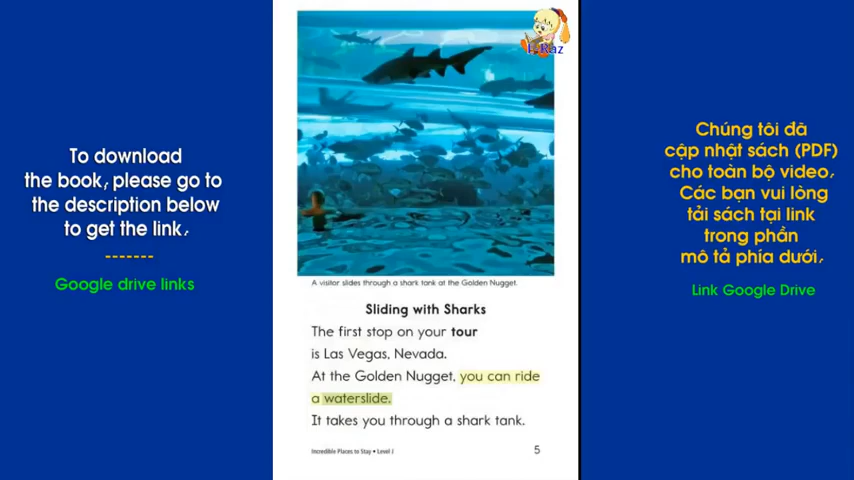 To download
the book, please go to
the description below
to get the link,
-------
Google drive links
K-Raz
A visitor slides through a shark tank at the Golden Nugget.
Sliding with Sharks
The first stop on your tour
is Las Vegas, Nevada.
At the Golden Nugget, you can ride
a waterslide.
It takes you through a shark tank.
Incredible Places to Stay • Level J
5
Chúng tôi đã
cập nhật sách (PDF)
cho toàn bộ video,
Các bạn vui lòng
tải sách tại link
trong phần
mô tả phía dưới,
Link Google Drive